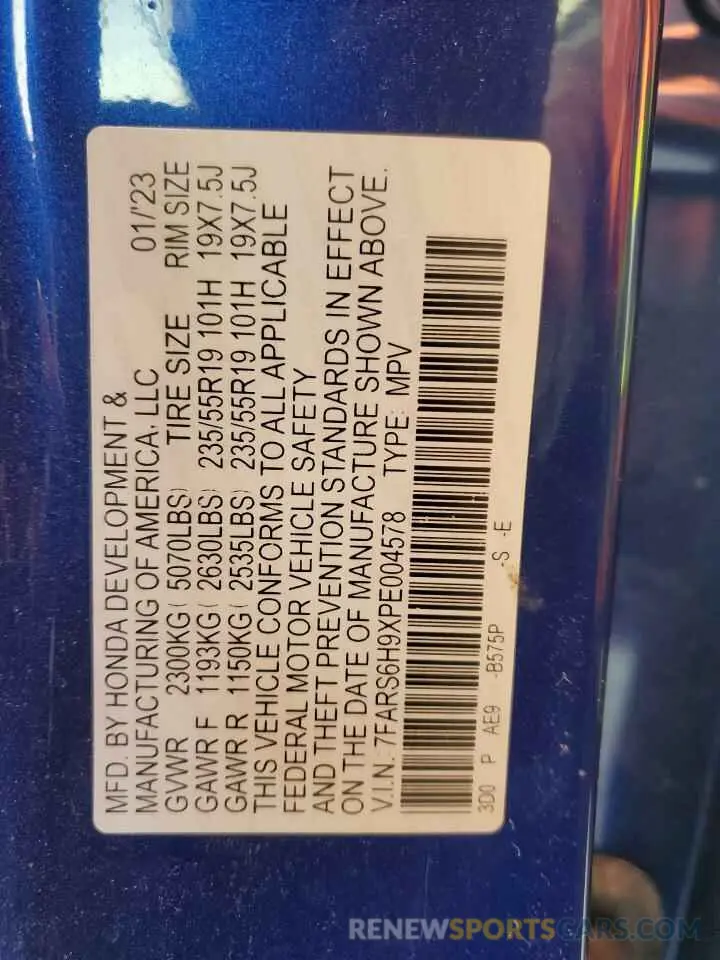 MFD. BY HONDA DEVELOPMENT &
MANUFACTURING OF AMERICA, LLC 01/'23
GVWR 2300KG( 5070LBS) TIRE SIZE RIM SIZE
GAWR F 1193KG( 2630LBS) 235/55R19 101H 19X7.5J
GAWR R 1150KG( 2535LBS) 235/55R19 101H 19X7.5J
THIS VEHICLE CONFORMS TO ALL APPLICABLE
FEDERAL MOTOR VEHICLE SAFETY
AND THEFT PREVENTION STANDARDS IN EFFECT
ON THE DATE OF MANUFACTURE SHOWN ABOVE.
V.I.N. 7FARS6H9XPE004578 TYPE: MPV
3D0 P AE9 -B575P -S -E
RENEWSPORTSCARS.COM